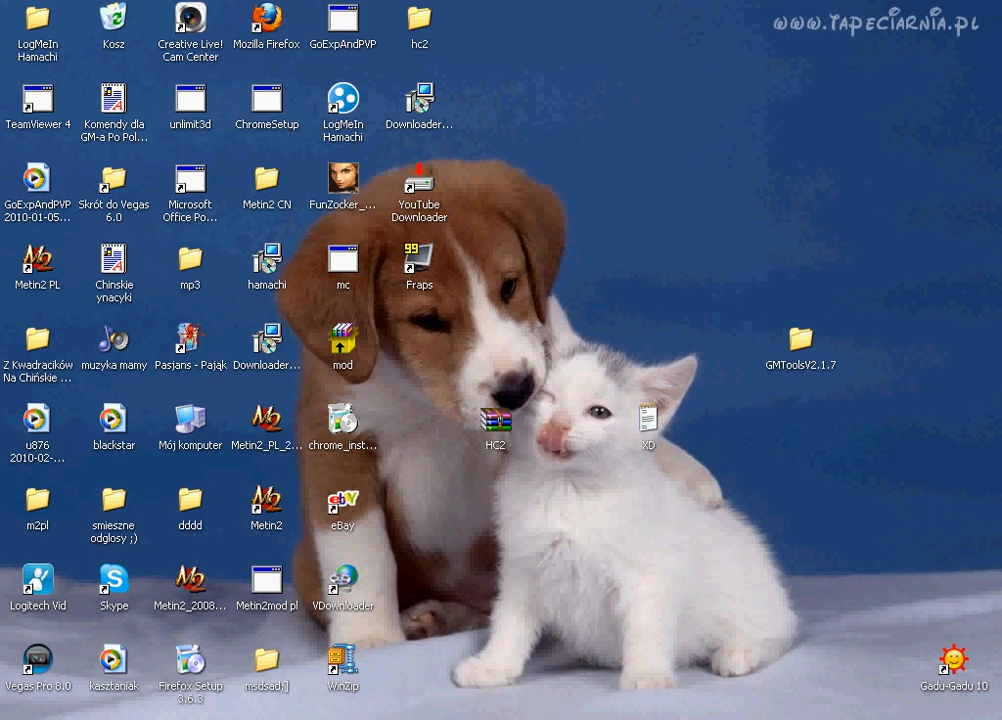 www.tapeciarnia.pl
LogMeIn
Hamachi
Kosz
Creative Live!
Cam Center
Mozilla Firefox
GoExpAndPVP
hc2
TeamViewer 4
Komendy dla
GM-a Po Pol...
unlimit3d
ChromeSetup
LogMeIn
Hamachi
Downloader...
GoExpAndPVP
2010-01-05...
Skrót do Vegas
6.0
Microsoft
Office Po...
Metin2 CN
FunZocker_...
YouTube
Downloader
Metin2 PL
Chinskie
ynacyki
mp3
hamachi
mc
99
Fraps
Z Kwadracików
Na Chińskie ...
muzyka mamy
Pasjans - Pająk
Downloader...
mod
GMToolsV2.1.7
u876
2010-02-...
blackstar
Mój komputer
Metin2_PL_2...
chrome_inst...
HC2
XD
m2pl
smieszne
odglosy ;)
dddd
Metin2
ebY
eBay
Logitech Vid
Skype
Metin2_2008...
Metin2mod pl
VDownloader
Vegas Pro 8.0
kasztaniak
Firefox Setup
3.6.3
msdsad;]
WinZip
Gadu-Gadu 10